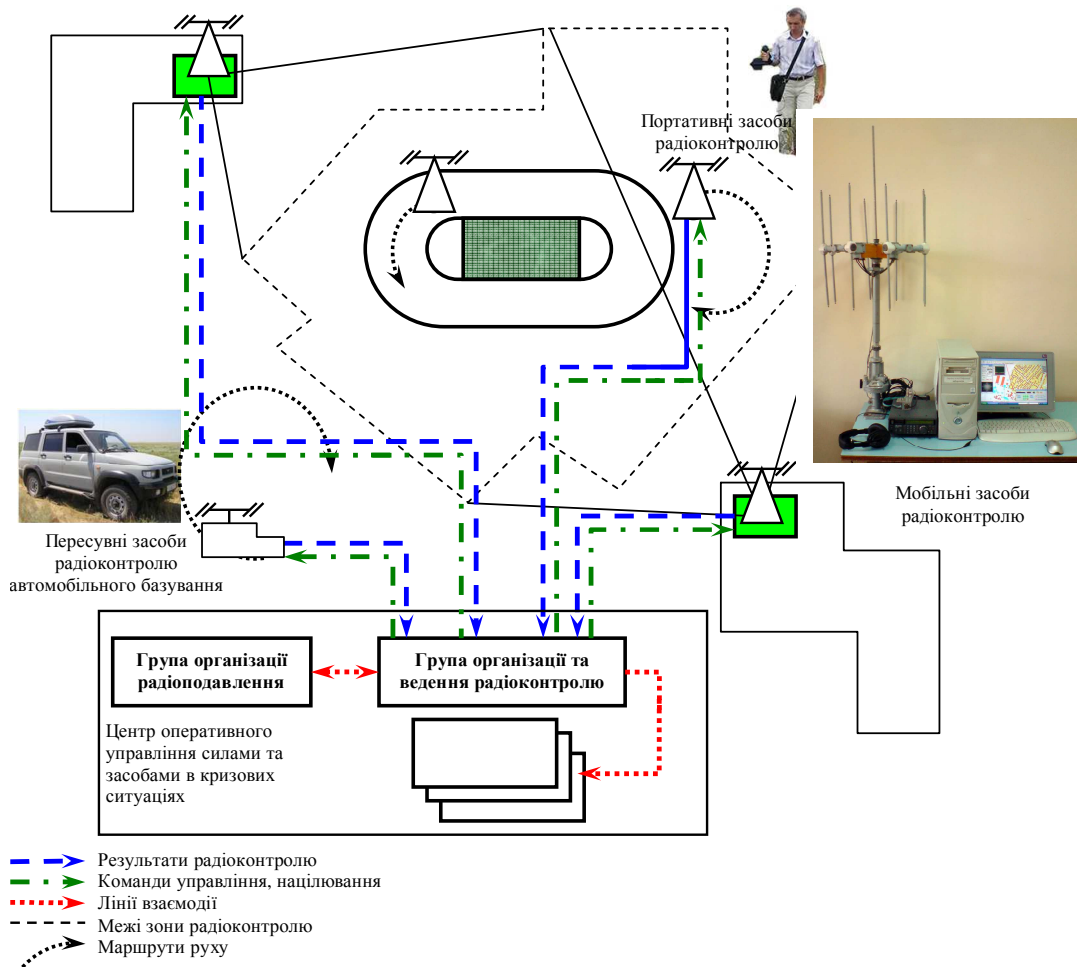 Портативні засоби
радіоконтролю
Мобільні засоби
радіоконтролю
Пересувні засоби
радіоконтролю
автомобільного базування
Група організації
радіоподавлення
Група організації та
ведення радіоконтролю
Центр оперативного
управління силами та
засобами в кризових
ситуаціях
Результати радіоконтролю
Команди управління, націлювання
Лінії взаємодії
Межі зони радіоконтролю
Маршрути руху